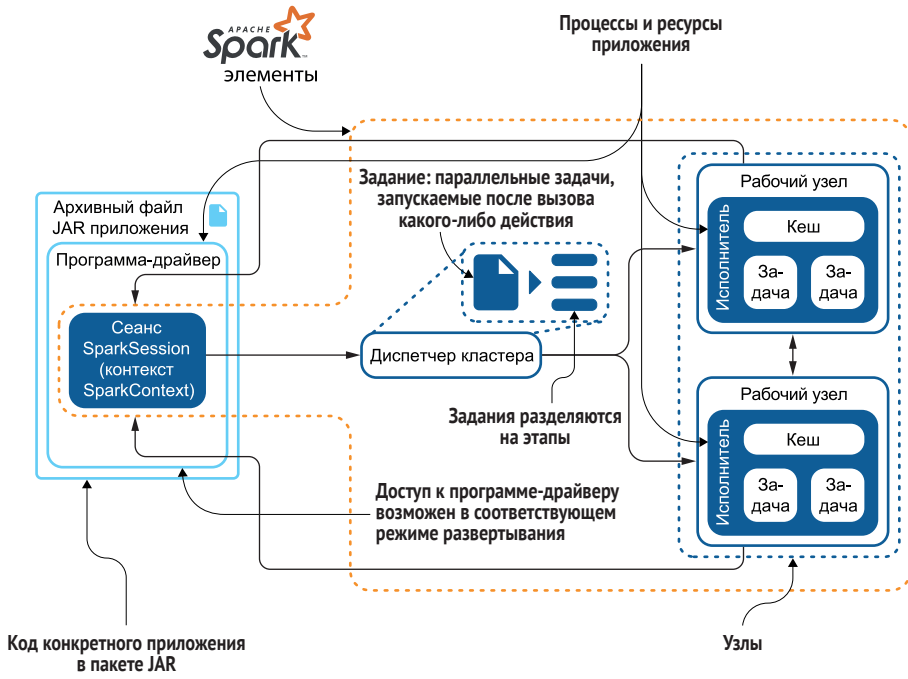 APACHE
Spark
TM
элементы
Процессы и ресурсы
приложения
Задание: параллельные задачи,
запускаемые после вызова
какого-либо действия
Архивный файл
JAR приложения
Программа-драйвер
Сеанс
SparkSession
(контекст
SparkContext)
Диспетчер кластера
Задания разделяются
на этапы
Доступ к программе-драйверу
возможен в соответствующем
режиме развертывания
Рабочий узел
Исполнитель
Кеш
За-
дача
За-
дача
Рабочий узел
Исполнитель
Кеш
За-
дача
За-
дача
Код конкретного приложения
в пакете JAR
Узлы